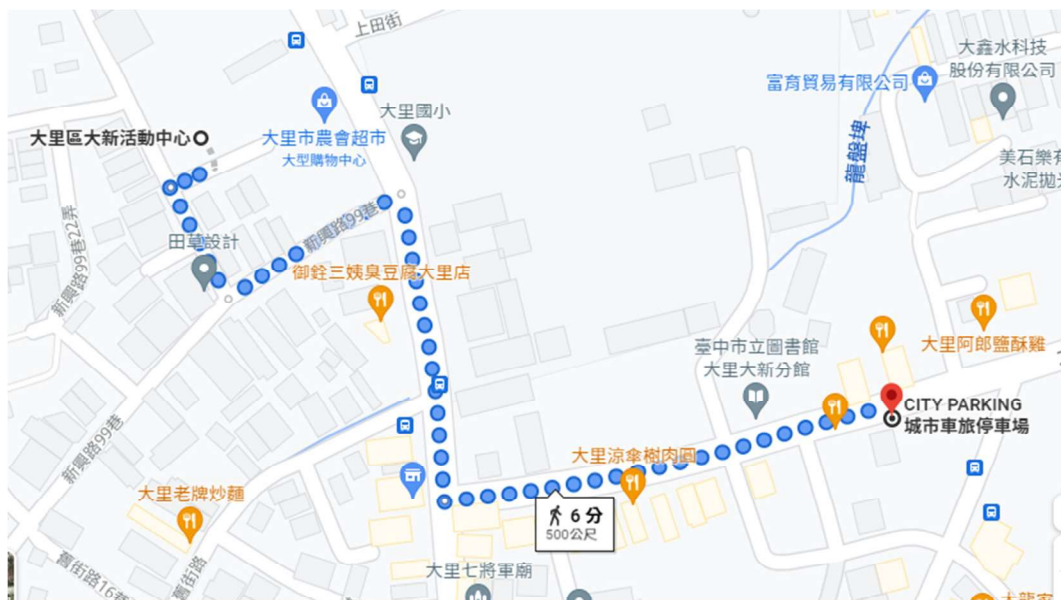 上田街
大鑫水科技
股份有限公司
富育貿易有限公司
大里國小
大里區大新活動中心
大里市農會超市
大型購物中心
龍盤埤
美石樂
水泥拋
新興路99巷22弄
新興路99巷
田草設計
御銓三姨臭豆腐大里店
臺中市立圖書館
大里大新分館
大里阿郎鹽酥雞
CITY PARKING
城市車旅停車場
新興路99巷
大里涼傘樹肉圓
大里老牌炒麵
6 分
500公尺
舊街路16巷
舊街路
大里七將軍廟